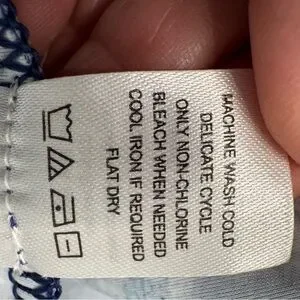 MACHINE WASH COLD
DELICATE CYCLE
ONLY NON-CHLORINE
BLEACH WHEN NEEDED
COOL IRON IF REQUIRED
FLAT DRY